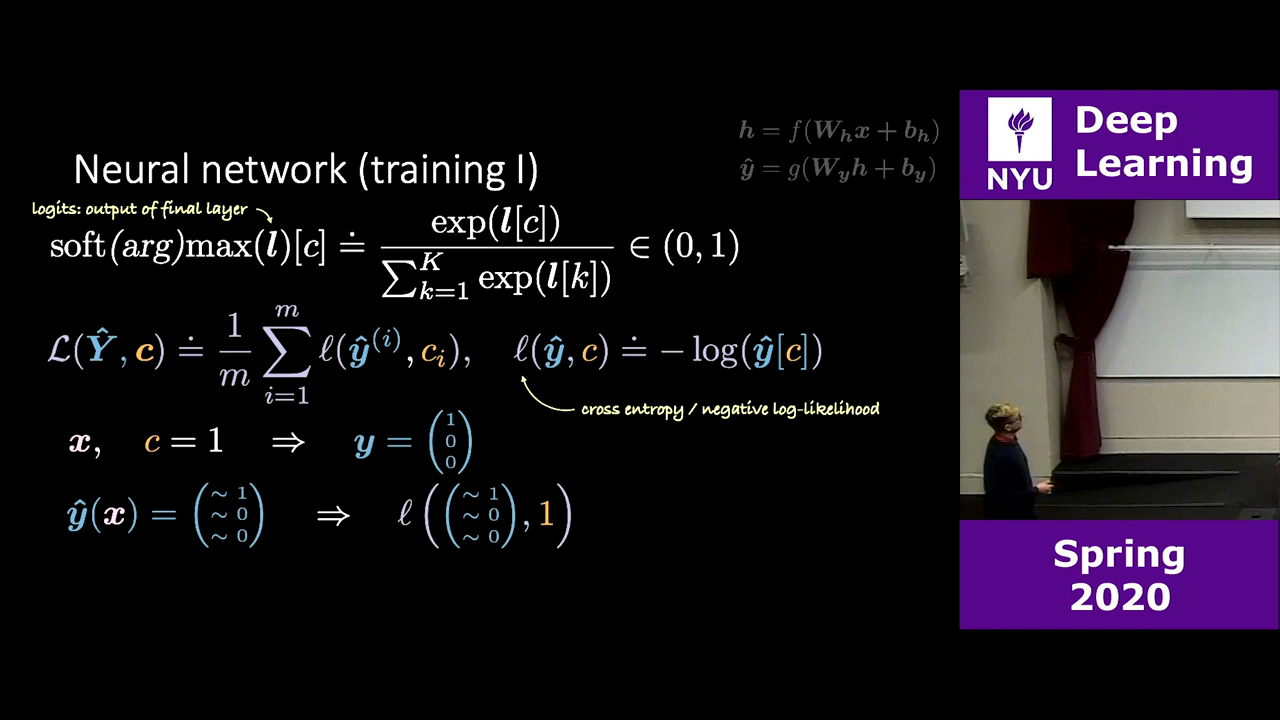 h = f(W_h x + b_h)
ŷ = g(W_y h + b_y)
Neural network (training I)
logits: output of final layer
soft(arg)max(l)[c] ≐ exp(l[c]) / ∑_{k=1}^{K} exp(l[k]) ∈ (0, 1)
ℒ(Ŷ, c) ≐ 1/m ∑_{i=1}^{m} ℓ(ŷ^{(i)}, c_i),    ℓ(ŷ, c) ≐ −log(ŷ[c])
cross entropy / negative log-likelihood
x,    c = 1    ⇒    y = (1 0 0)
ŷ(x) = (∼ 1 ∼ 0 ∼ 0)    ⇒    ℓ((∼ 1 ∼ 0 ∼ 0), 1)
NYU
Deep
Learning
Spring
2020